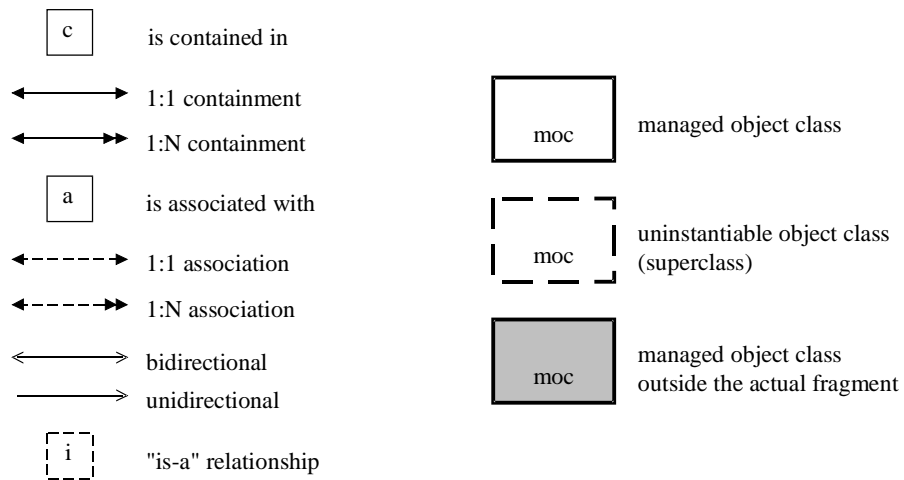 c
is contained in
1:1 containment
1:N containment
a
is associated with
1:1 association
1:N association
bidirectional
unidirectional
i
"is-a" relationship
moc
managed object class
moc
uninstantiable object class
(superclass)
moc
managed object class
outside the actual fragment